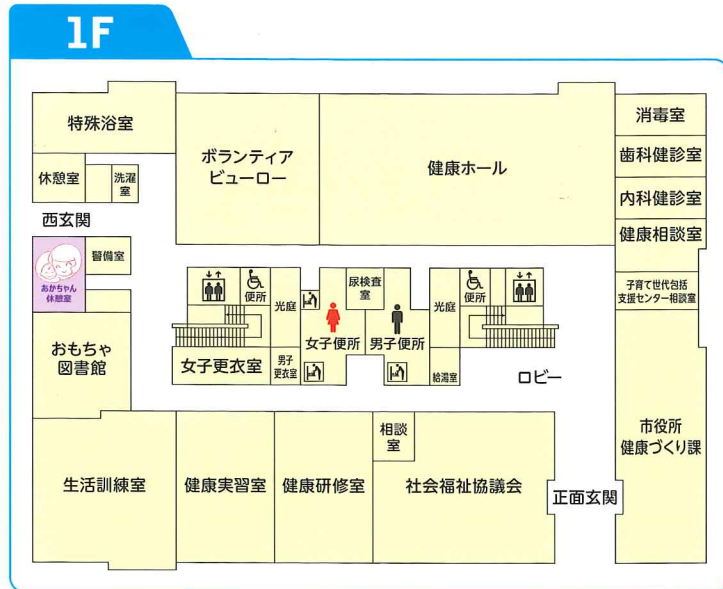 1F
特殊浴室
ボランティア
ビューロー
健康ホール
消毒室
歯科健診室
内科健診室
健康相談室
子育て世代包括
支援センター相談室
休憩室
洗濯
室
西玄関
警備室
あかちゃん
休憩室
おもちゃ
図書館
便所
光庭
尿検査
室
女子便所
男子便所
光庭
便所
女子更衣室
男子
更衣室
給湯室
ロビー
市役所
健康づくり課
生活訓練室
健康実習室
健康研修室
相談
室
社会福祉協議会
正面玄関